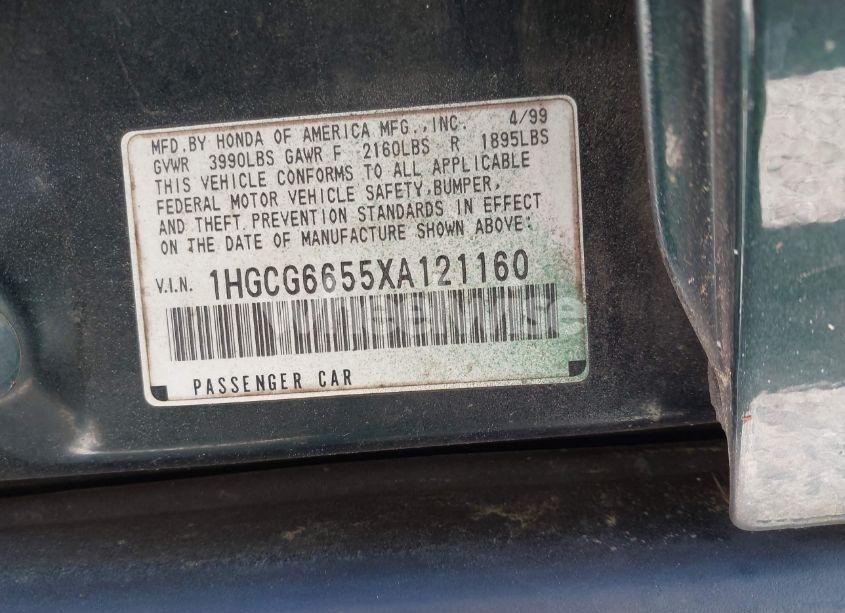 MFD.BY HONDA OF AMERICA MFG.,INC. 4/99
GVWR 3990LBS GAWR F 2160LBS R 1895LBS
THIS VEHICLE CONFORMS TO ALL APPLICABLE
FEDERAL MOTOR VEHICLE SAFETY,BUMPER,
AND THEFT PREVENTION STANDARDS IN EFFECT
ON THE DATE OF MANUFACTURE SHOWN ABOVE:
V.I.N. 1HGCG6655XA121160
PASSENGER CAR